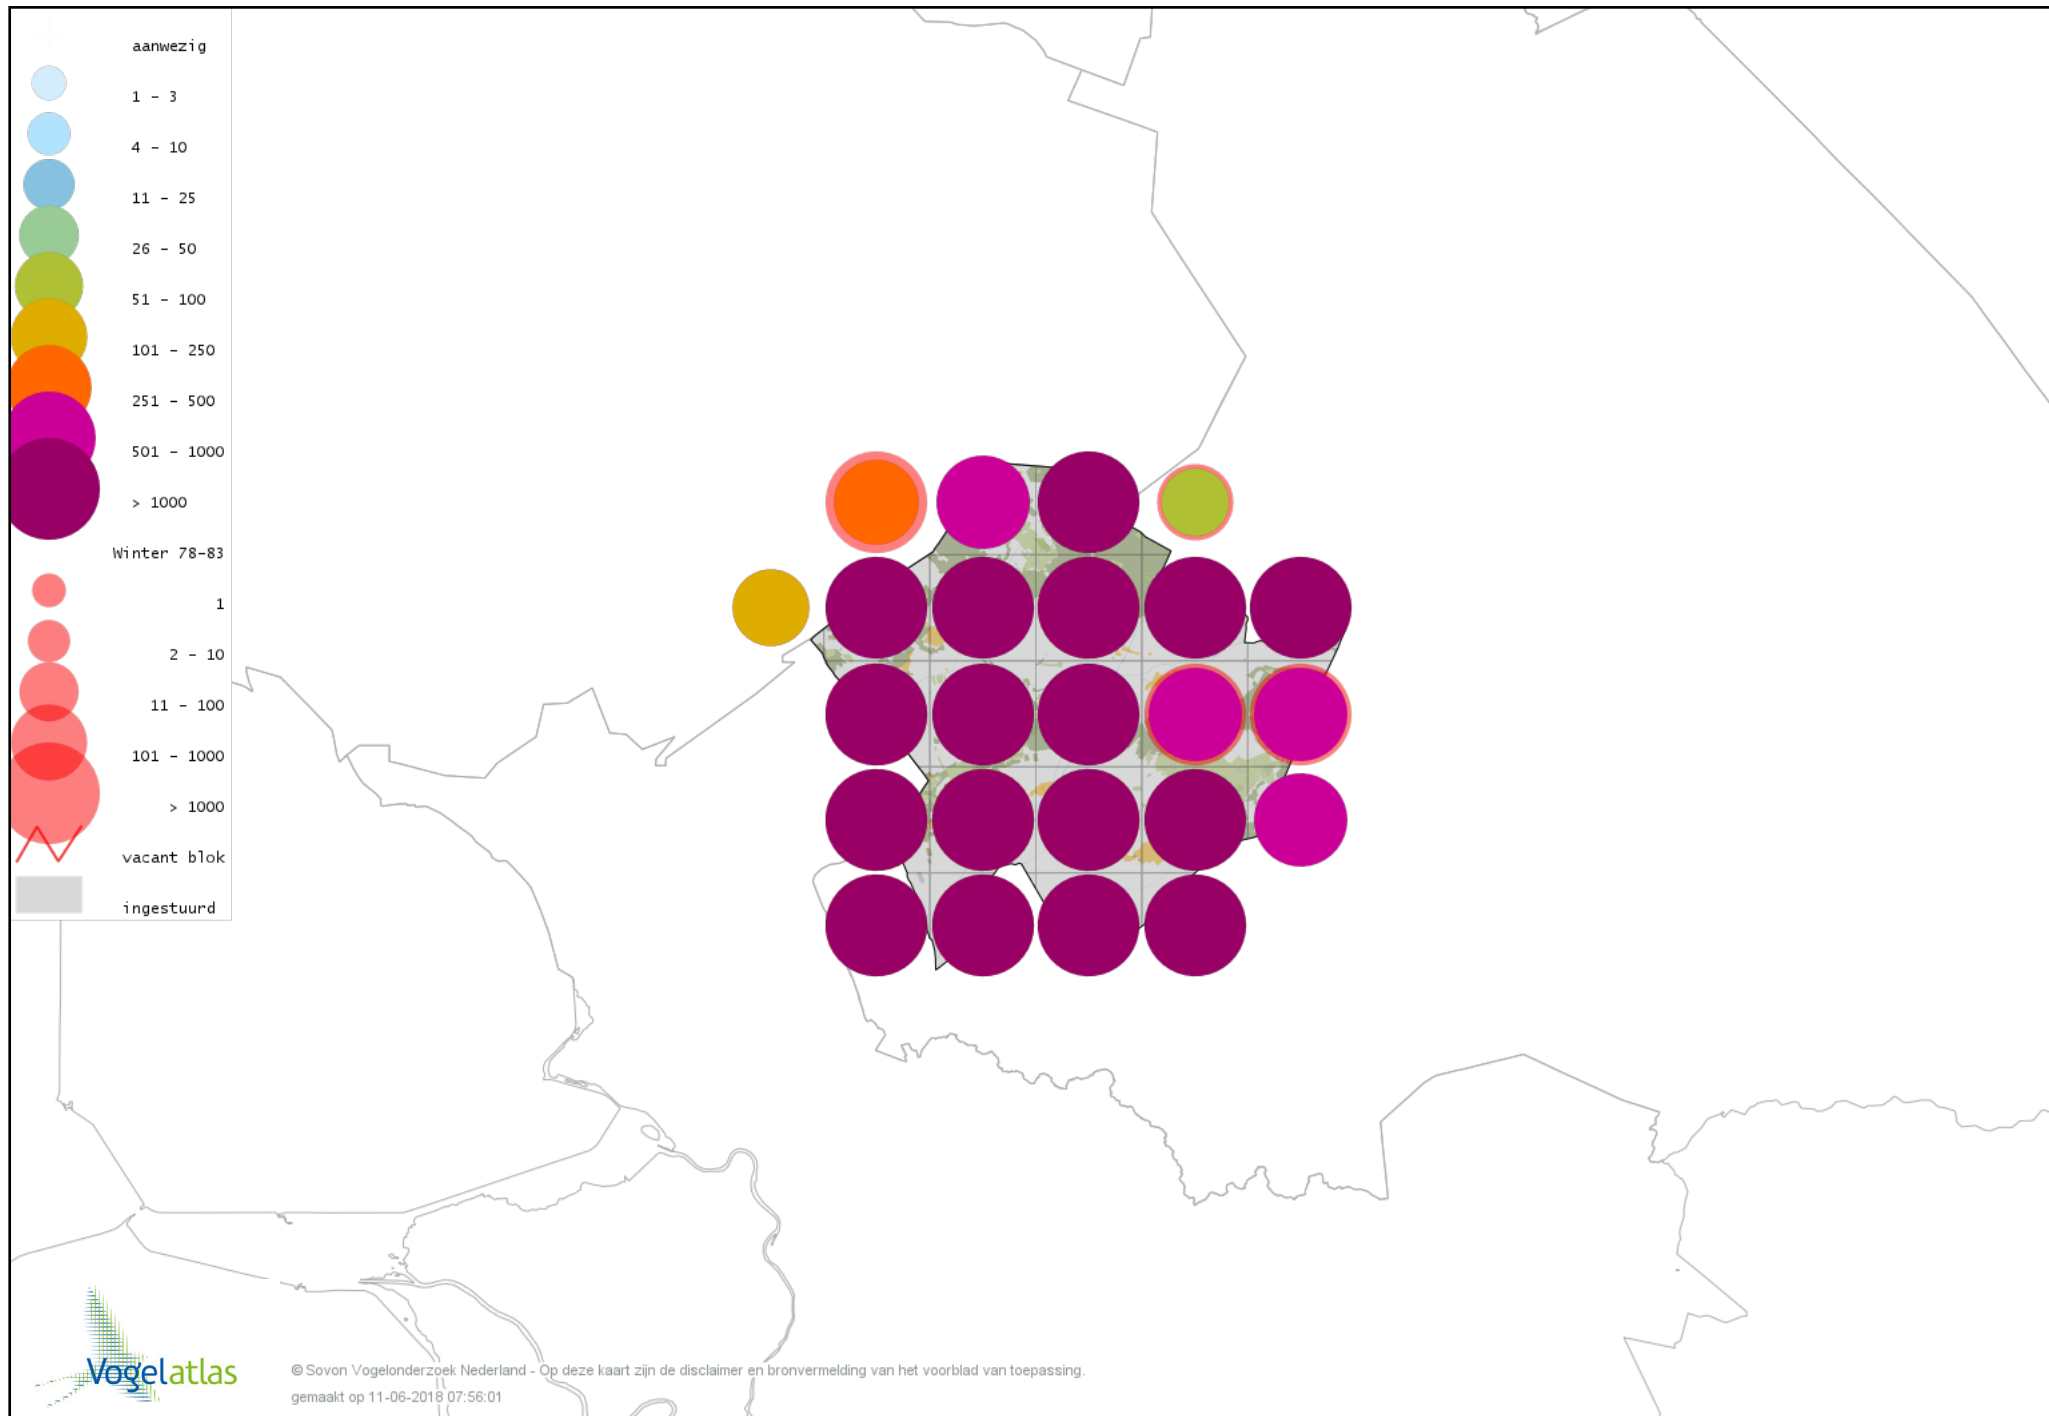 aanwezig
1 - 3
4 - 10
11 - 25
26 - 50
51 - 100
101 - 250
251 - 500
501 - 1000
> 1000
Winter 78-83
1
2 - 10
11 - 100
101 - 1000
> 1000
vacant blok
ingestuurd
Vogelatlas
© Sovon Vogelonderzoek Nederland - Op deze kaart zijn de disclaimer en bronvermelding van het voorblad van toepassing.
gemaakt op 11-06-2018 07:56:01